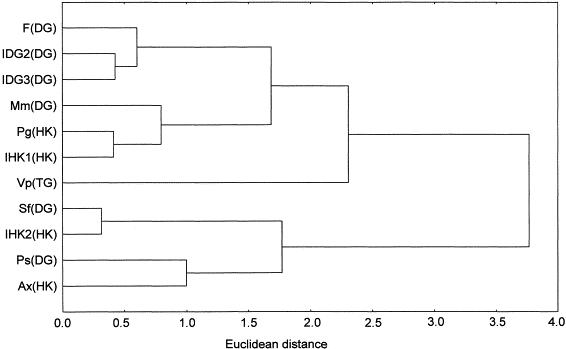 F(DG)
IDG2(DG)
IDG3(DG)
Mm(DG)
Pg(HK)
IHK1(HK)
Vp(TG)
Sf(DG)
IHK2(HK)
Ps(DG)
Ax(HK)
0.0 0.5 1.0 1.5 2.0 2.5 3.0 3.5 4.0
Euclidean distance